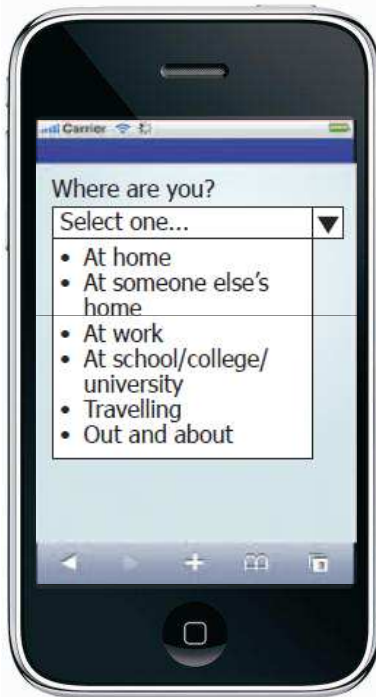 Carrier
Where are you?
Select one...
• At home
• At someone else's
home
• At work
• At school/college/
university
• Travelling
• Out and about